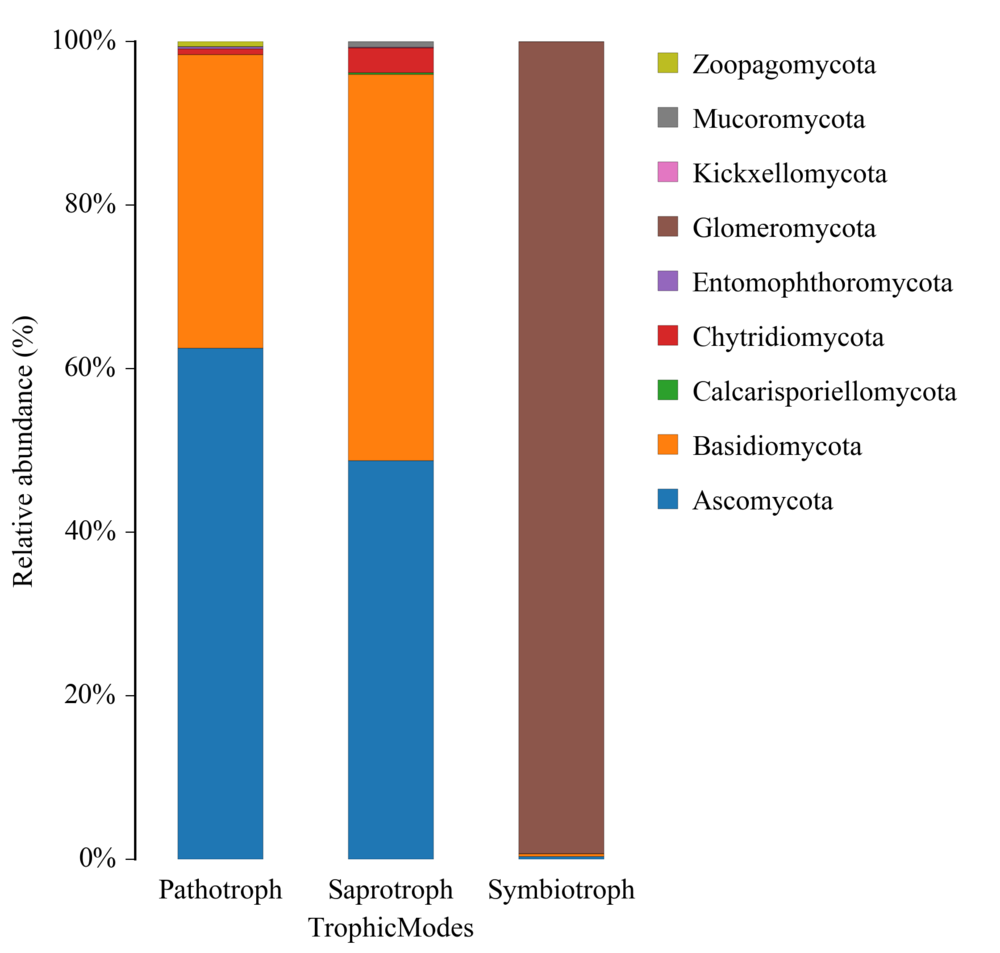 Relative abundance (%)
100%
80%
60%
40%
20%
0%
Pathotroph
Saprotroph
Symbiotroph
TrophicModes
Zoopagomycota
Mucoromycota
Kickxellomycota
Glomeromycota
Entomophthoromycota
Chytridiomycota
Calcarisporiellomycota
Basidiomycota
Ascomycota